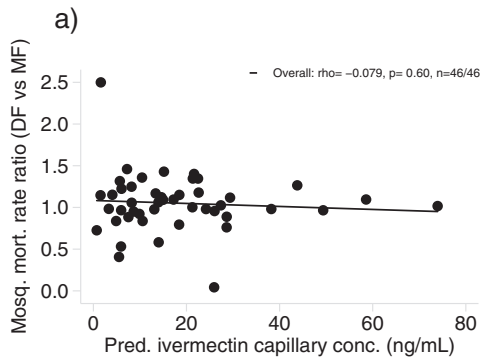 a)
Overall: rho= −0.079, p= 0.60, n=46/46
Mosq. mort. rate ratio (DF vs MF)
2.5
2.0
1.5
1.0
0.5
0.0
0 20 40 60 80
Pred. ivermectin capillary conc. (ng/mL)